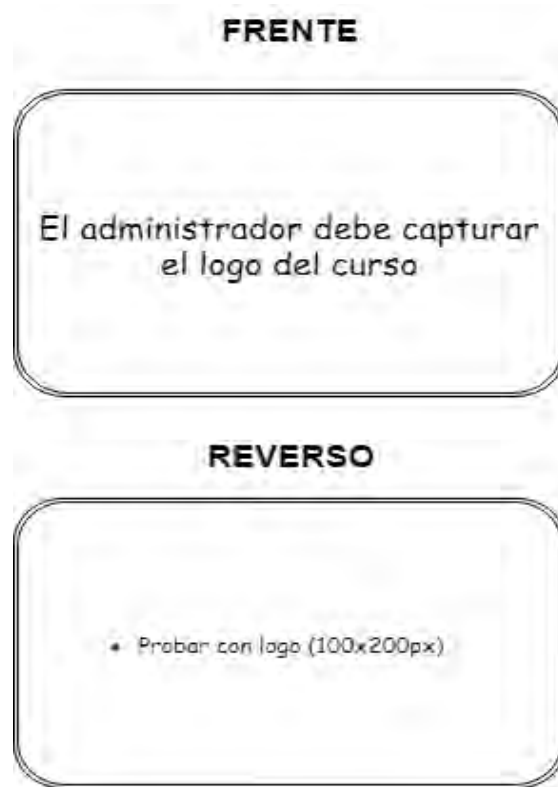 FRENTE
El administrador debe capturar
el logo del curso
REVERSO
• Probar con logo (100x200px)